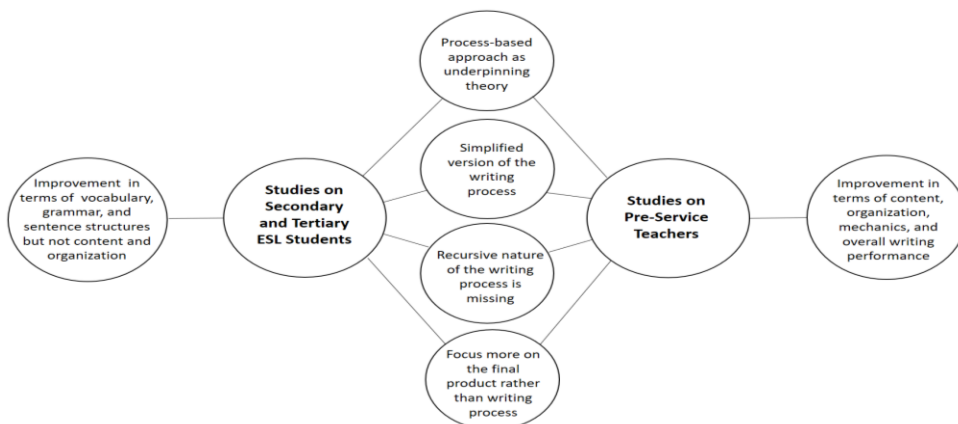 Process-based
approach as
underpinning
theory
Simplified
version of the
writing
process
Improvement in
terms of vocabulary,
grammar, and
sentence structures
but not content and
organization
Studies on
Secondary
and Tertiary
ESL Students
Studies on
Pre-Service
Teachers
Improvement in
terms of content,
organization,
mechanics, and
overall writing
performance
Recursive nature
of the writing
process is
missing
Focus more on
the final
product rather
than writing
process